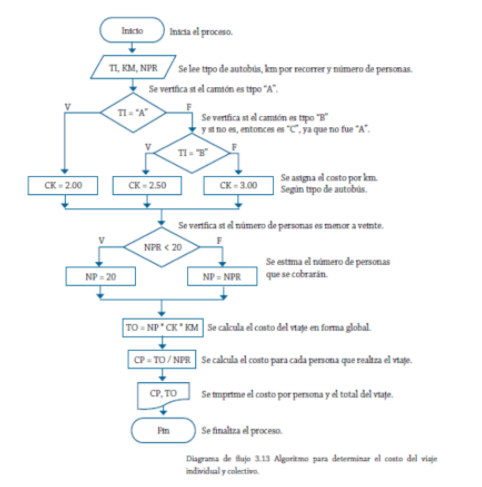 Inicio
Inicia el proceso.
TI, KM, NPR
Se lee tipo de autobús, km por recorrer y número de personas.
Se verifica si el camión es tipo "A".
V
TI = "A"
F
Se verifica si el camión es tipo "B"
y si no es, entonces es "C", ya que no fue "A".
V
TI = "B"
F
CK = 2.00
CK = 2.50
CK = 3.00
Se asigna el costo por km.
Según tipo de autobús.
Se verifica si el número de personas es menor a veinte.
V
NPR < 20
F
Se estima el número de personas
que se cobrarán.
NP = 20
NP = NPR
TO = NP * CK * KM
Se calcula el costo del viaje en forma global.
CP = TO / NPR
Se calcula el costo para cada persona que realiza el viaje.
CP, TO
Se imprime el costo por persona y el total del viaje.
Fin
Se finaliza el proceso.
Diagrama de flujo 3.13 Algoritmo para determinar el costo del viaje
individual y colectivo.